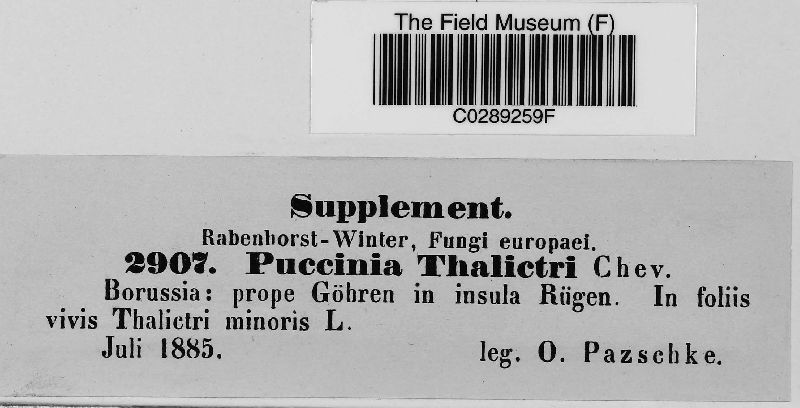 The Field Museum (F)
C0289259F
Supplement.
Rabenhorst-Winter, Fungi europaei.
2907. Puccinia Thalictri Chev.
Borussia: prope Göhren in insula Rügen. In foliis
vivis Thalictri minoris L.
Juli 1885. leg. O. Pazschke.